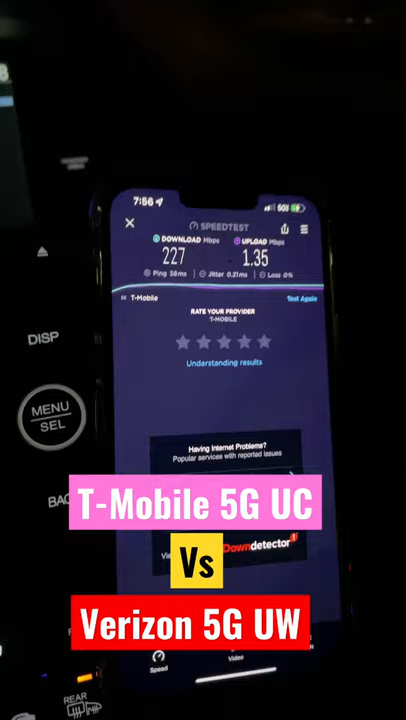 7:56
5G
SPEEDTEST
DOWNLOAD Mbps
UPLOAD Mbps
227
1.35
Ping 38ms
Jitter 0.21ms
Loss 0%
T-Mobile
Test Again
RATE YOUR PROVIDER
T-MOBILE
Understanding results
DISP
MENU
SEL
Having Internet Problems?
Popular services with reported issues
T-Mobile 5G UC
Downdetector
Vs
Verizon 5G UW
Speed
Video
REAR